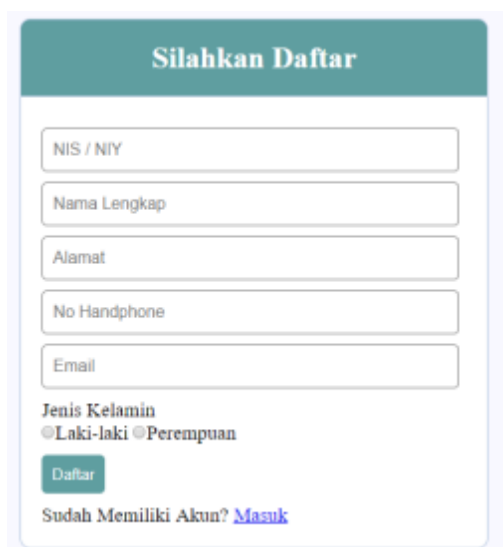 Silahkan Daftar
NIS / NIY
Nama Lengkap
Alamat
No Handphone
Email
Jenis Kelamin
Laki-laki Perempuan
Daftar
Sudah Memiliki Akun? Masuk